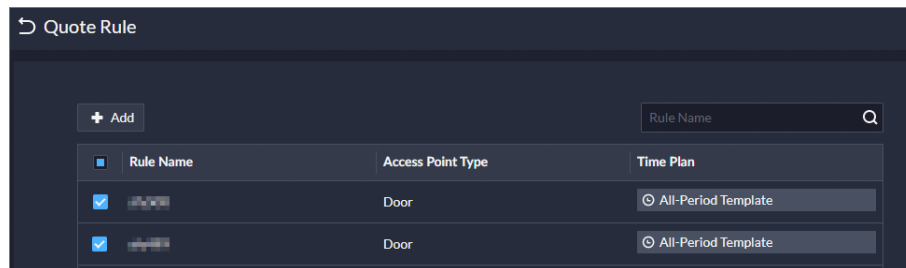 Quote Rule
Add
Rule Name
Rule Name Access Point Type Time Plan
Door All-Period Template
Door All-Period Template